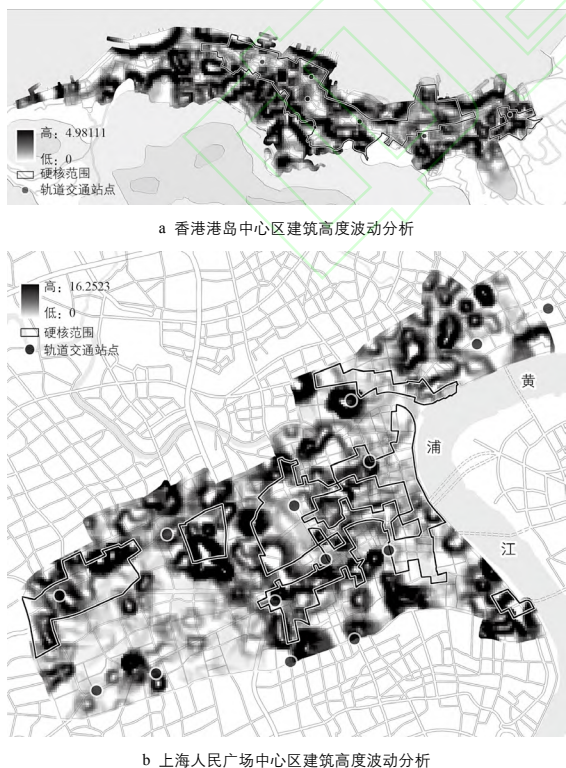 高：4.98111
低：0
硬核范围
轨道交通站点
a 香港港岛中心区建筑高度波动分析
高：16.2523
低：0
硬核范围
轨道交通站点
黄
浦
江
b 上海人民广场中心区建筑高度波动分析